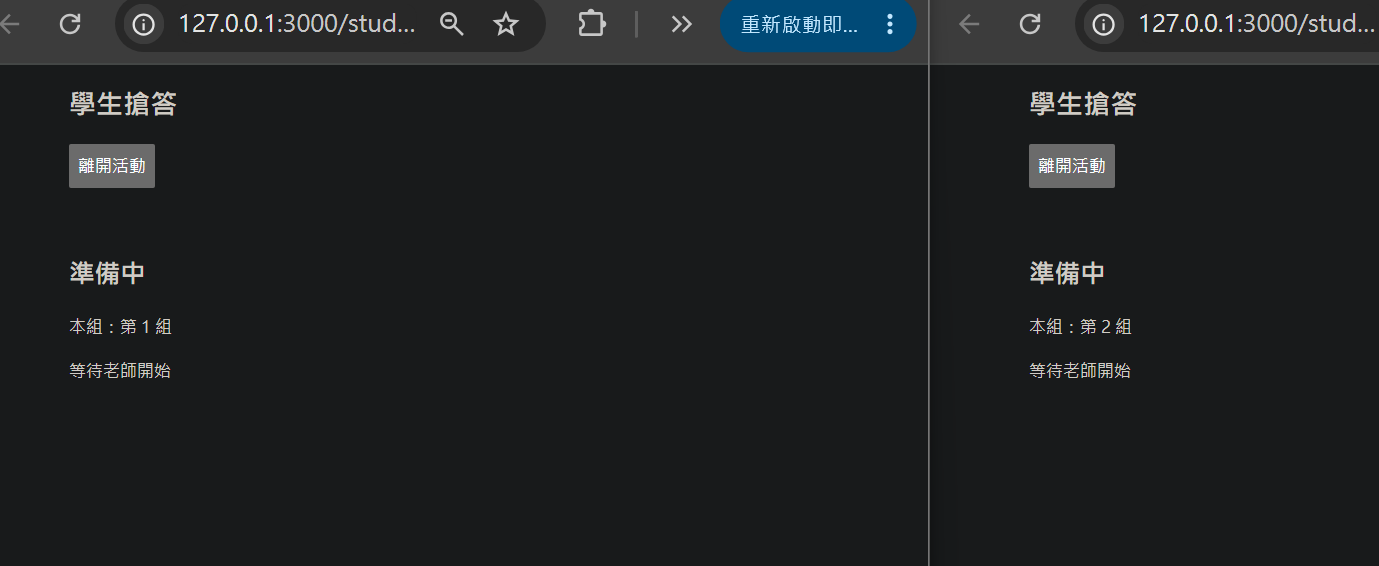 127.0.0.1:3000/stud...
重新啟動即...
127.0.0.1:3000/stud...
學生搶答
離開活動
準備中
本組：第 1 組
等待老師開始
學生搶答
離開活動
準備中
本組：第 2 組
等待老師開始